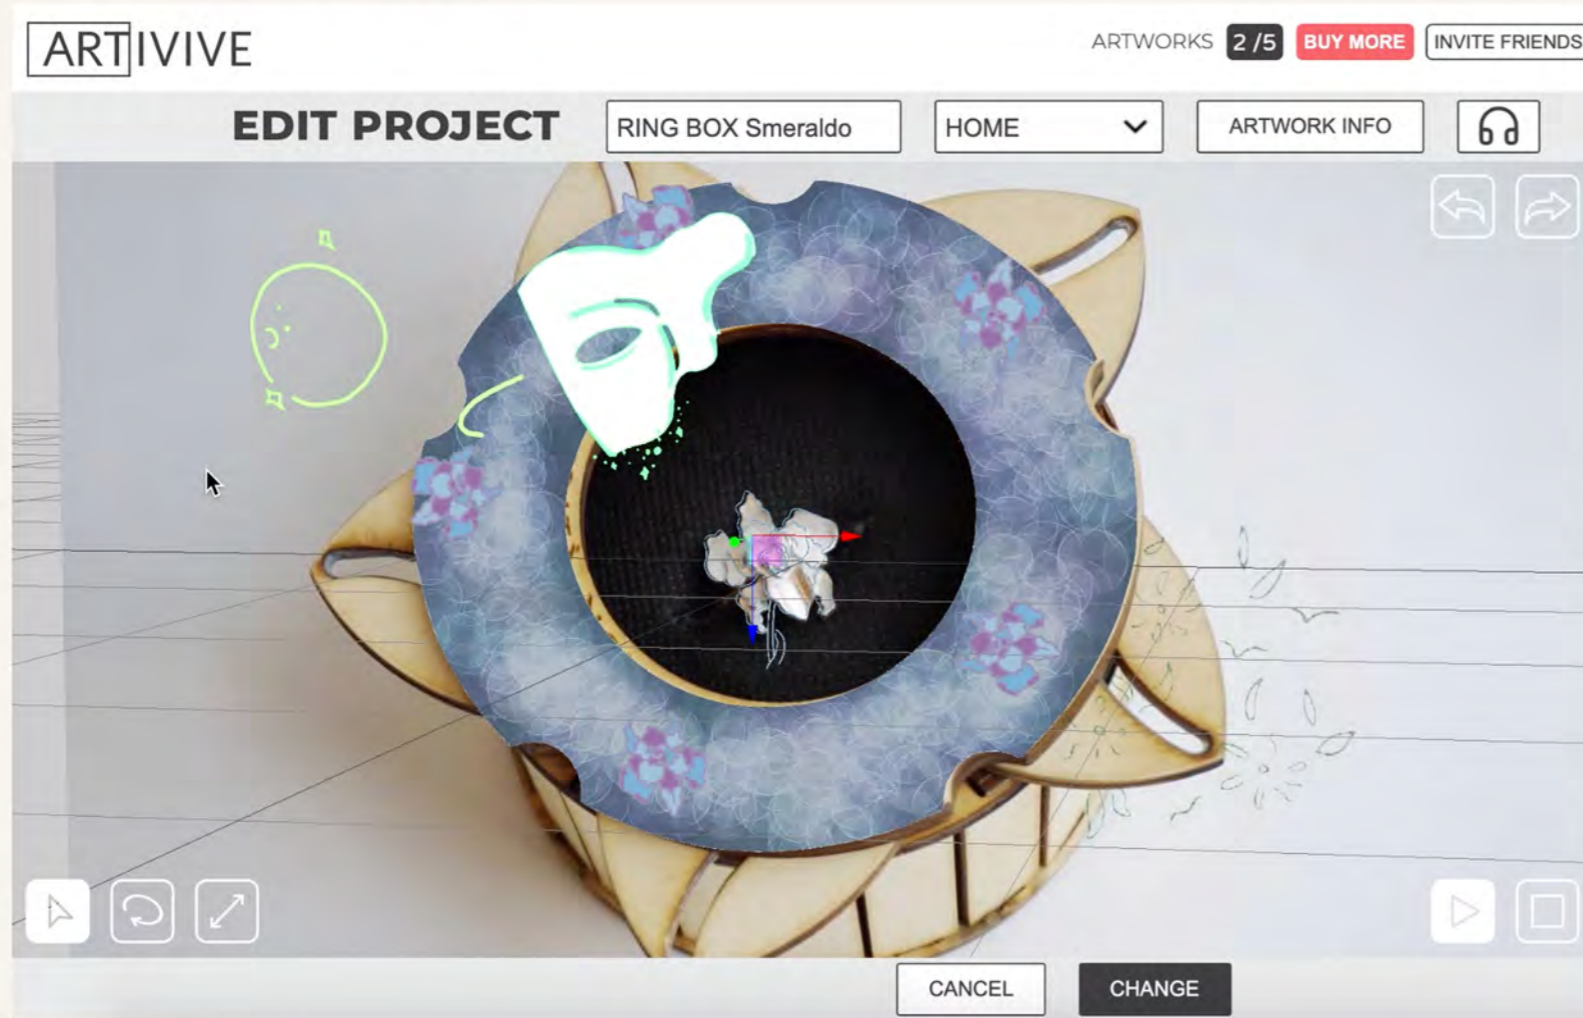 ARTIVIVE
ARTWORKS 2 /5 BUY MORE INVITE FRIENDS
EDIT PROJECT RING BOX Smeraldo HOME ARTWORK INFO
CANCEL CHANGE